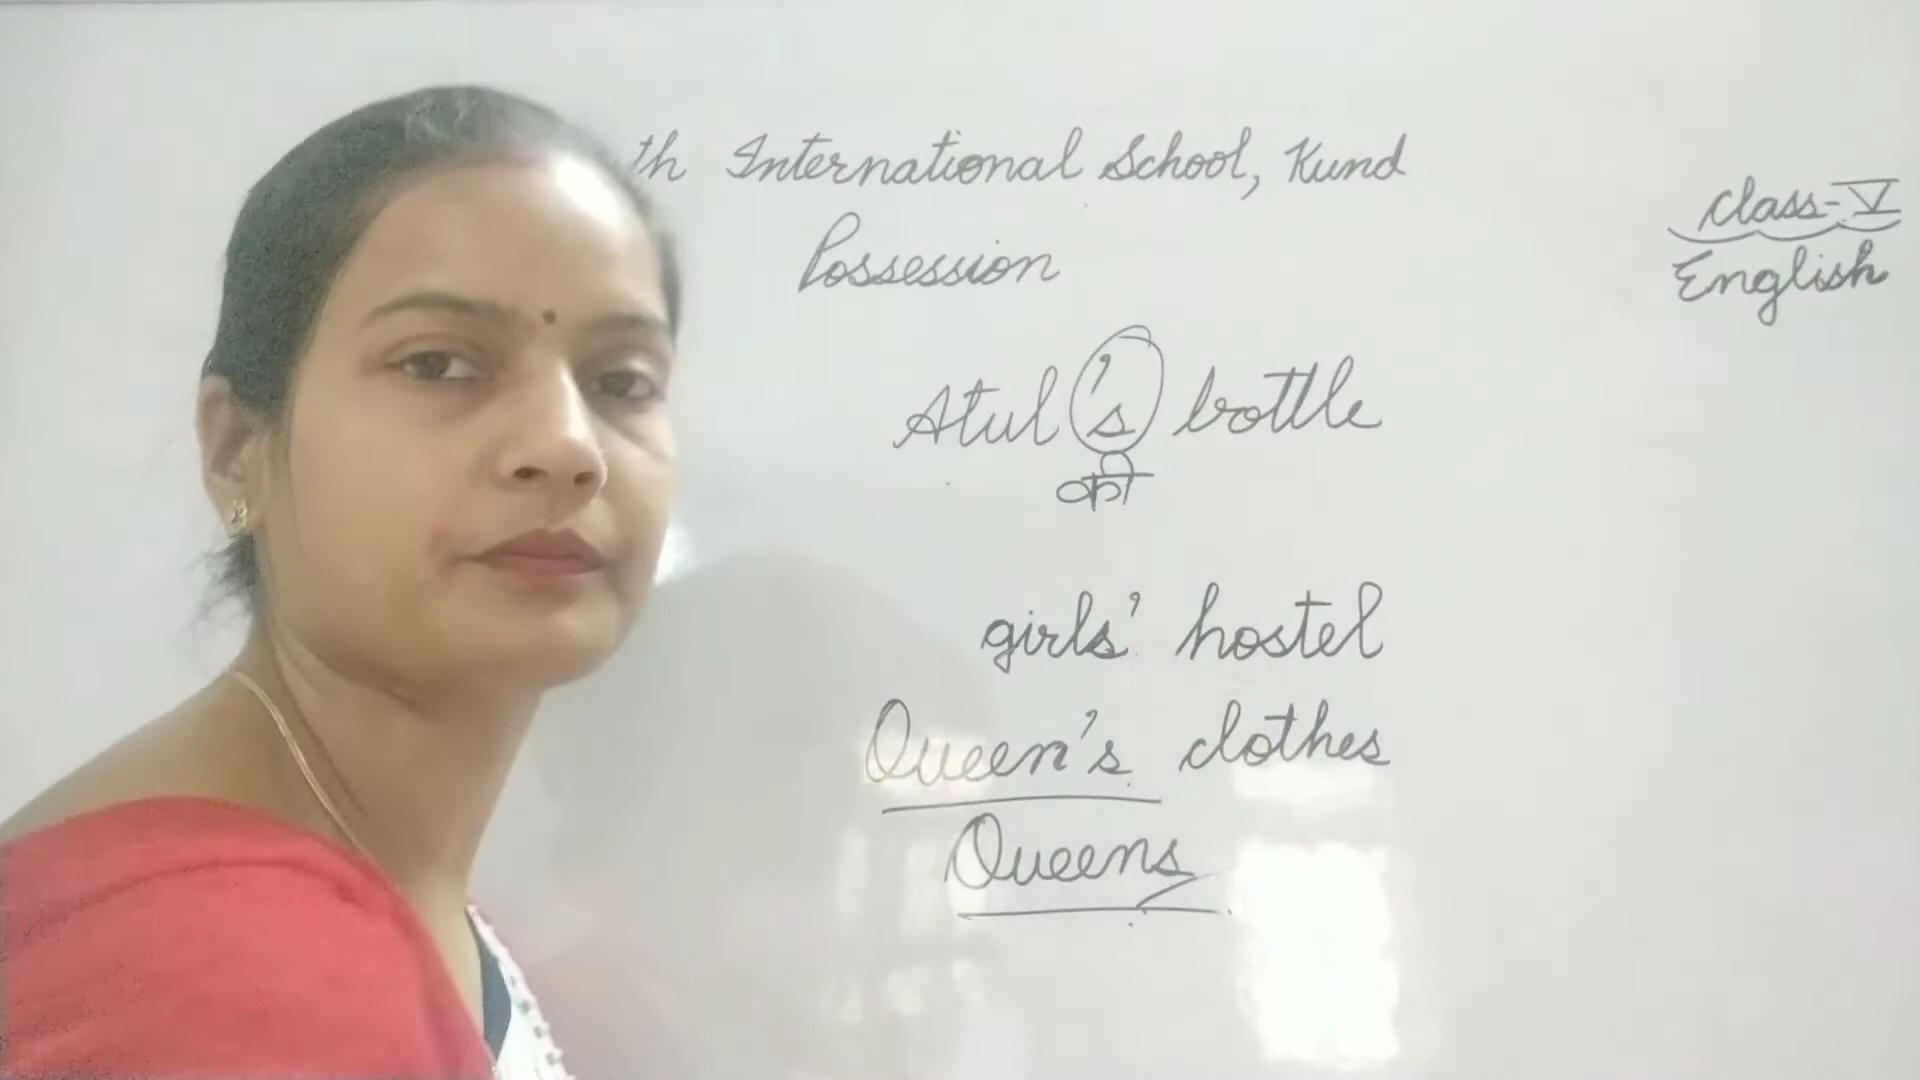 th International School, Kund
Class-V
English
Possession
Atul's bottle
की
girls' hostel
Queen's clothes
Queens